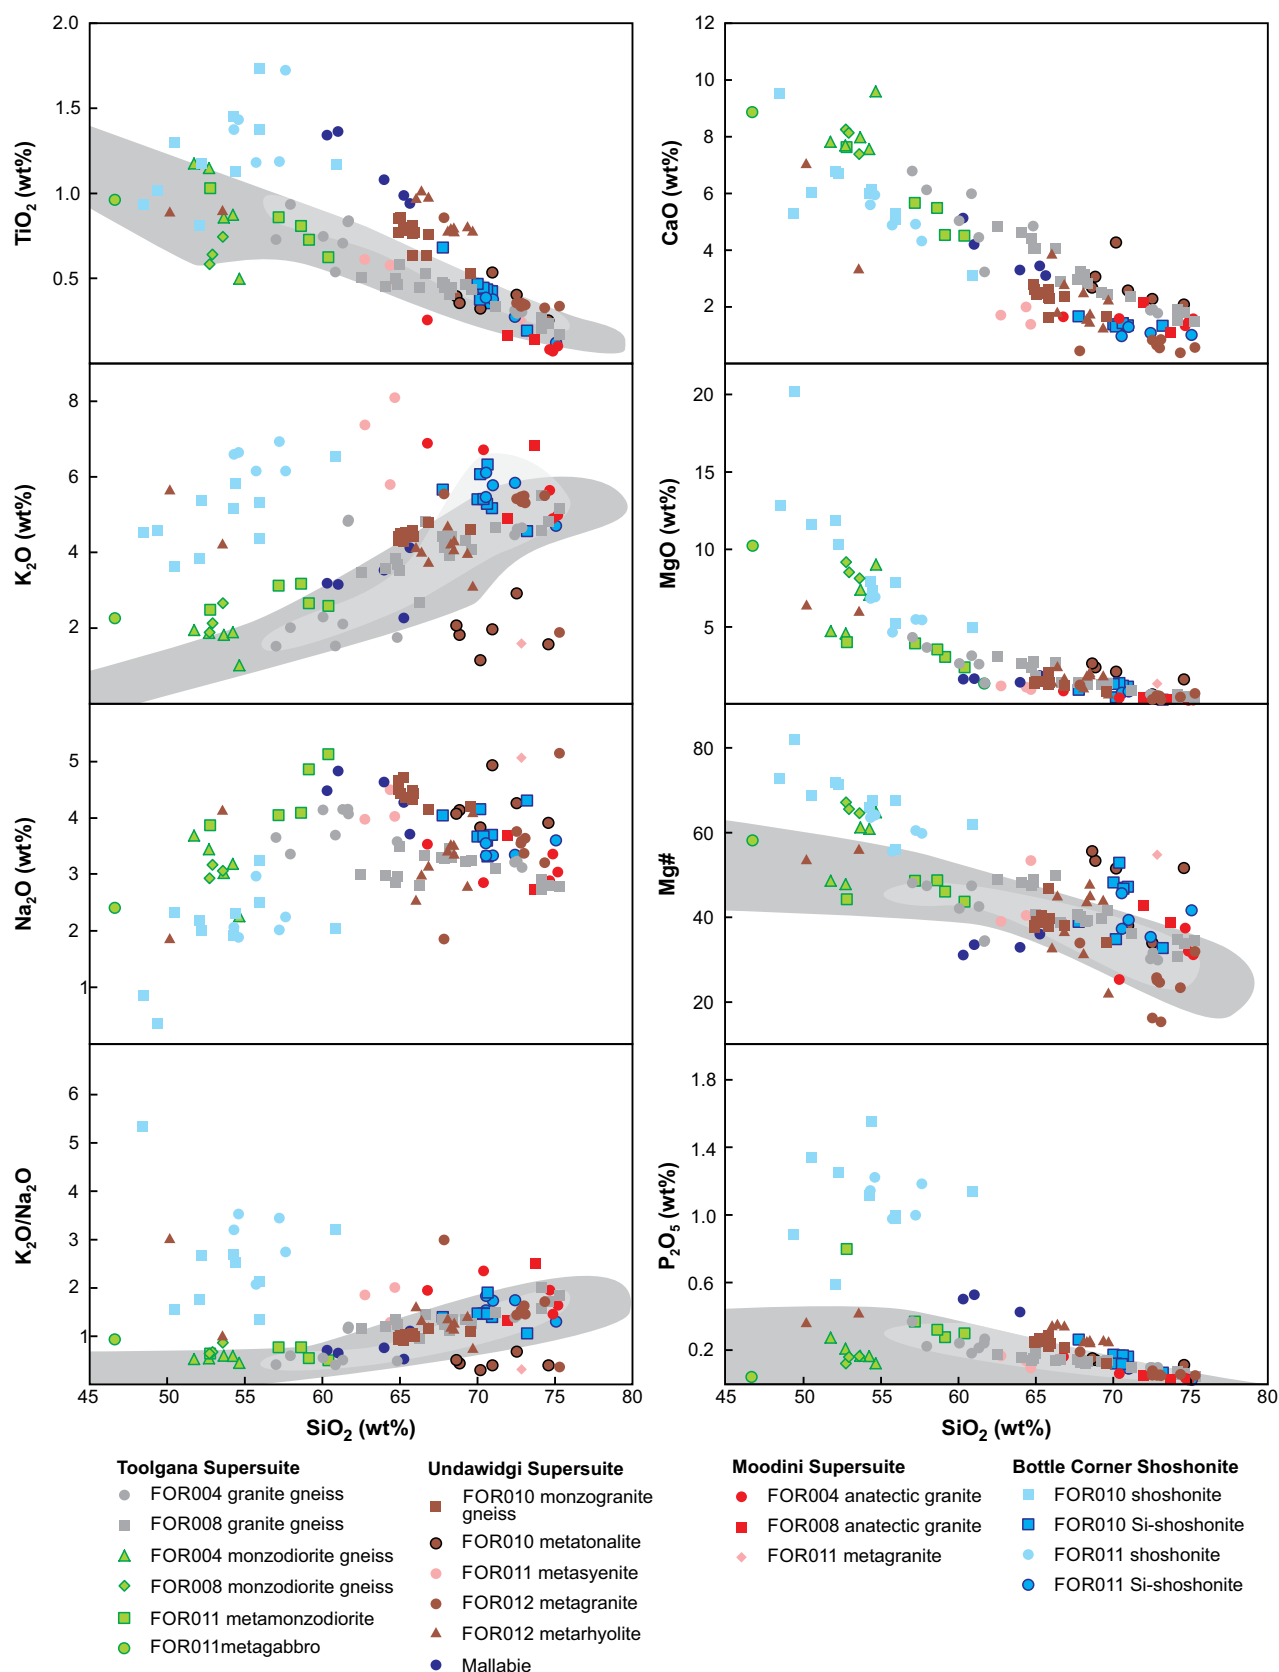 2.0
1.5
1.0
0.5
TiO₂ (wt%)
12
10
8
6
4
2
CaO (wt%)
8
6
4
2
K₂O (wt%)
20
15
10
5
MgO (wt%)
5
4
3
2
1
Na₂O (wt%)
80
60
40
20
Mg#
6
5
4
3
2
1
K₂O/Na₂O
1.8
1.4
1.0
0.6
0.2
P₂O₅ (wt%)
45 50 55 60 65 70 75 80
SiO₂ (wt%)
45 50 55 60 65 70 75 80
SiO₂ (wt%)
Toolgana Supersuite
FOR004 granite gneiss
FOR008 granite gneiss
FOR004 monzodiorite gneiss
FOR008 monzodiorite gneiss
FOR011 metamonzodiorite
FOR011metagabbro
Undawidgi Supersuite
FOR010 monzogranite
gneiss
FOR010 metatonalite
FOR011 metasyenite
FOR012 metagranite
FOR012 metarhyolite
Mallabie
Moodini Supersuite
FOR004 anatectic granite
FOR008 anatectic granite
FOR011 metagranite
Bottle Corner Shoshonite
FOR010 shoshonite
FOR010 Si-shoshonite
FOR011 shoshonite
FOR011 Si-shoshonite